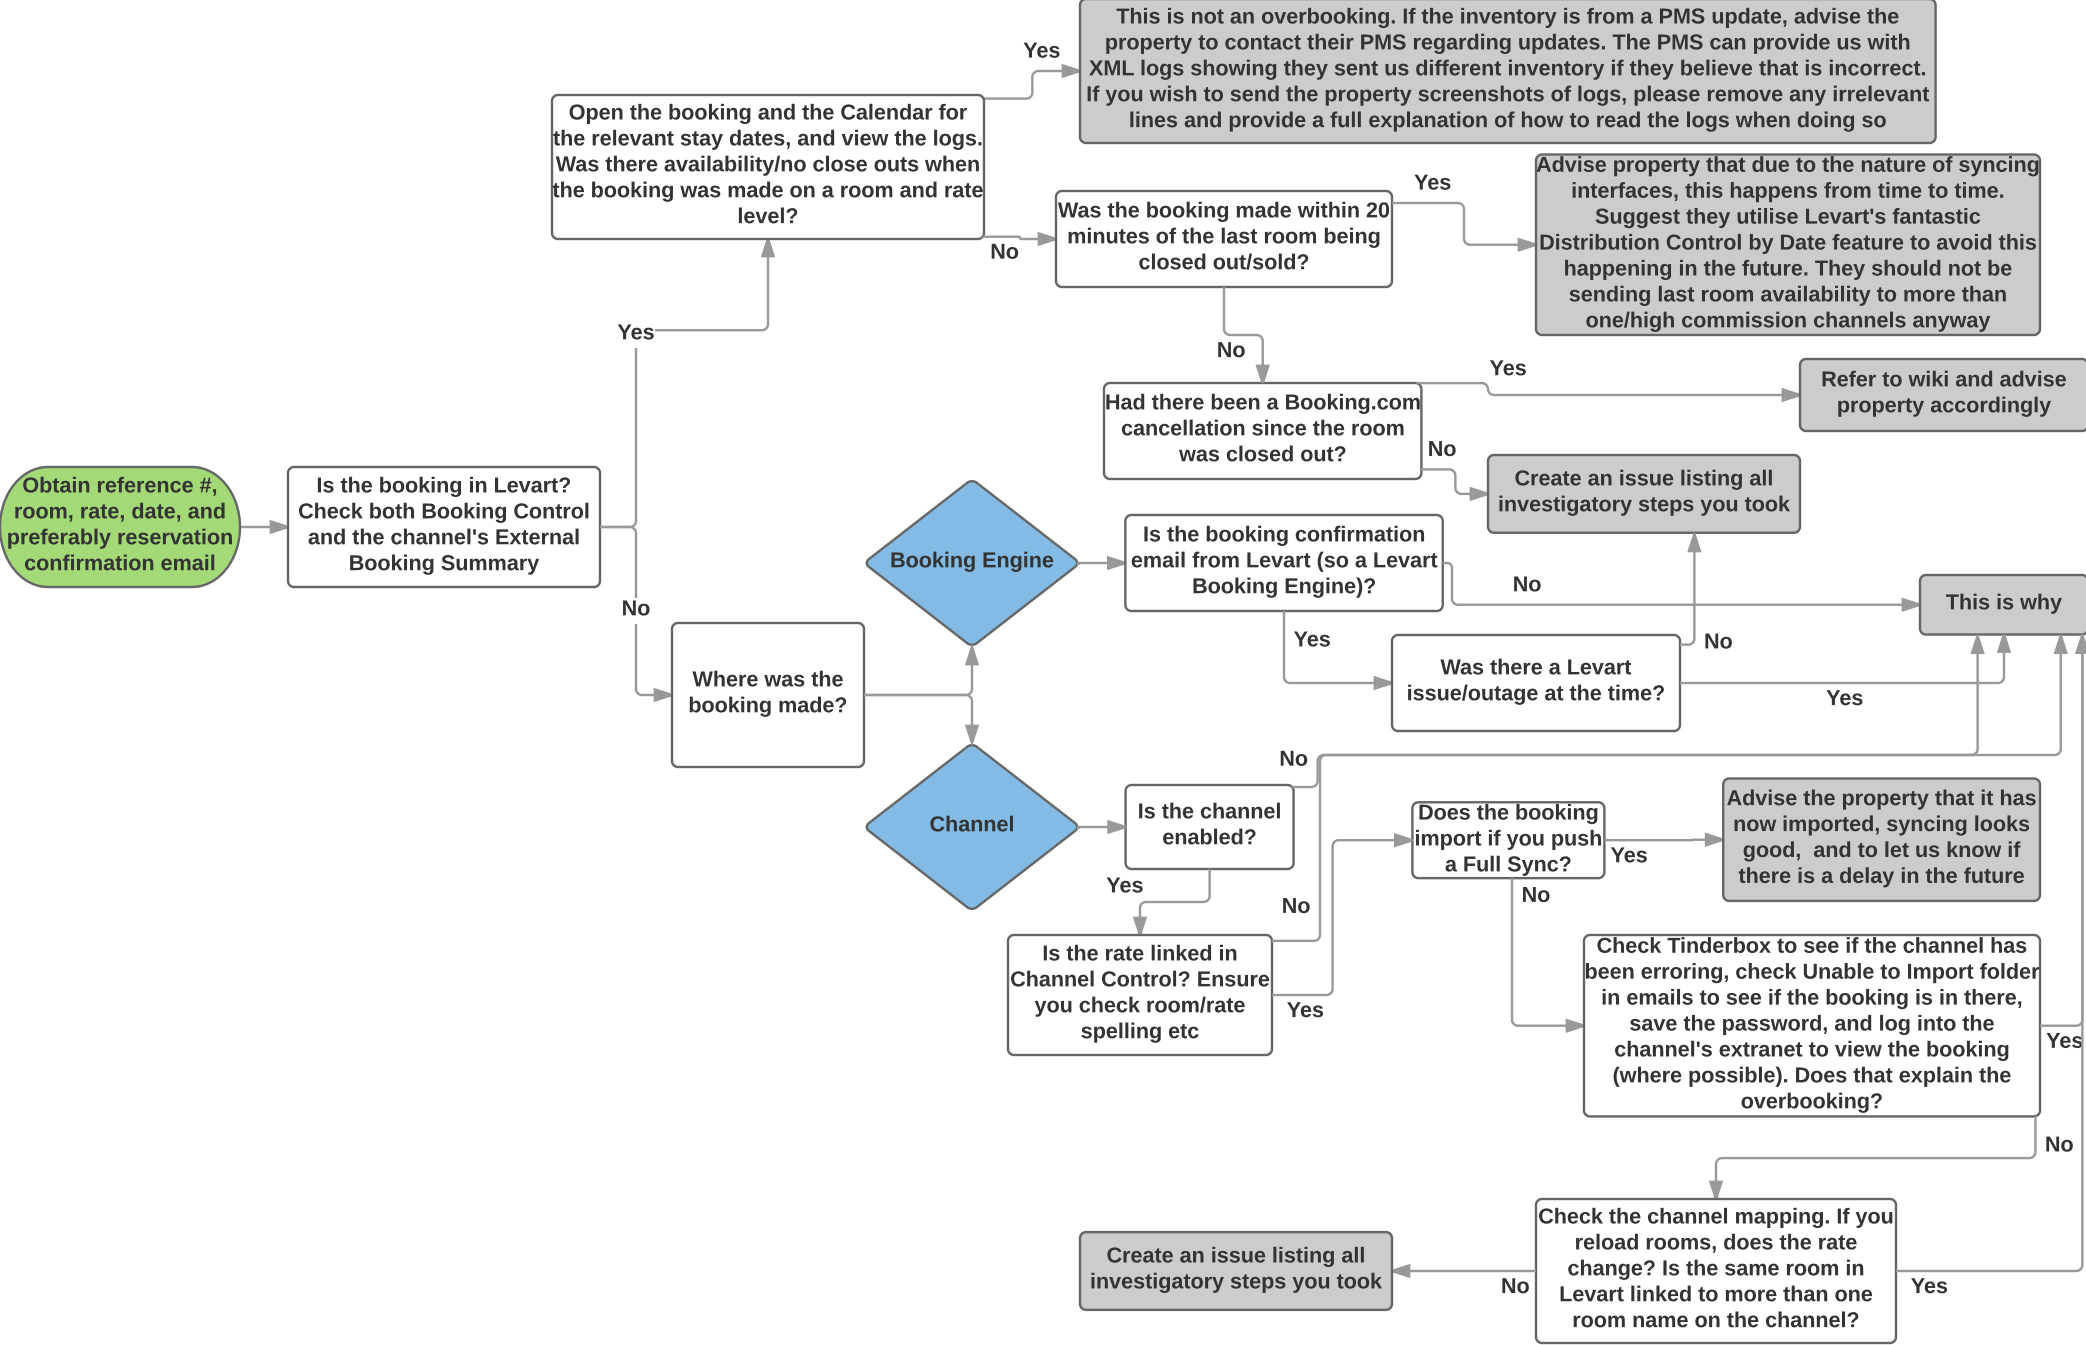 This is not an overbooking. If the inventory is from a PMS update, advise the
property to contact their PMS regarding updates. The PMS can provide us with
XML logs showing they sent us different inventory if they believe that is incorrect.
If you wish to send the property screenshots of logs, please remove any irrelevant
lines and provide a full explanation of how to read the logs when doing so
Yes
Open the booking and the Calendar for
the relevant stay dates, and view the logs.
Was there availability/no close outs when
the booking was made on a room and rate
level?
No
Was the booking made within 20
minutes of the last room being
closed out/sold?
Yes
Advise property that due to the nature of syncing
interfaces, this happens from time to time.
Suggest they utilise Levart's fantastic
Distribution Control by Date feature to avoid this
happening in the future. They should not be
sending last room availability to more than
one/high commission channels anyway
Yes
No
Had there been a Booking.com
cancellation since the room
was closed out?
Yes
Refer to wiki and advise
property accordingly
No
Create an issue listing all
investigatory steps you took
Obtain reference #,
room, rate, date, and
preferably reservation
confirmation email
Is the booking in Levart?
Check both Booking Control
and the channel's External
Booking Summary
No
Where was the
booking made?
Booking Engine
Is the booking confirmation
email from Levart (so a Levart
Booking Engine)?
No
This is why
Yes
Was there a Levart
issue/outage at the time?
No
Yes
Channel
Is the channel
enabled?
No
Yes
Is the rate linked in
Channel Control? Ensure
you check room/rate
spelling etc
No
Yes
Does the booking
import if you push
a Full Sync?
Yes
Advise the property that it has
now imported, syncing looks
good,  and to let us know if
there is a delay in the future
No
Check Tinderbox to see if the channel has
been erroring, check Unable to Import folder
in emails to see if the booking is in there,
save the password, and log into the
channel's extranet to view the booking
(where possible). Does that explain the
overbooking?
Yes
No
Check the channel mapping. If you
reload rooms, does the rate
change? Is the same room in
Levart linked to more than one
room name on the channel?
Yes
No
Create an issue listing all
investigatory steps you took